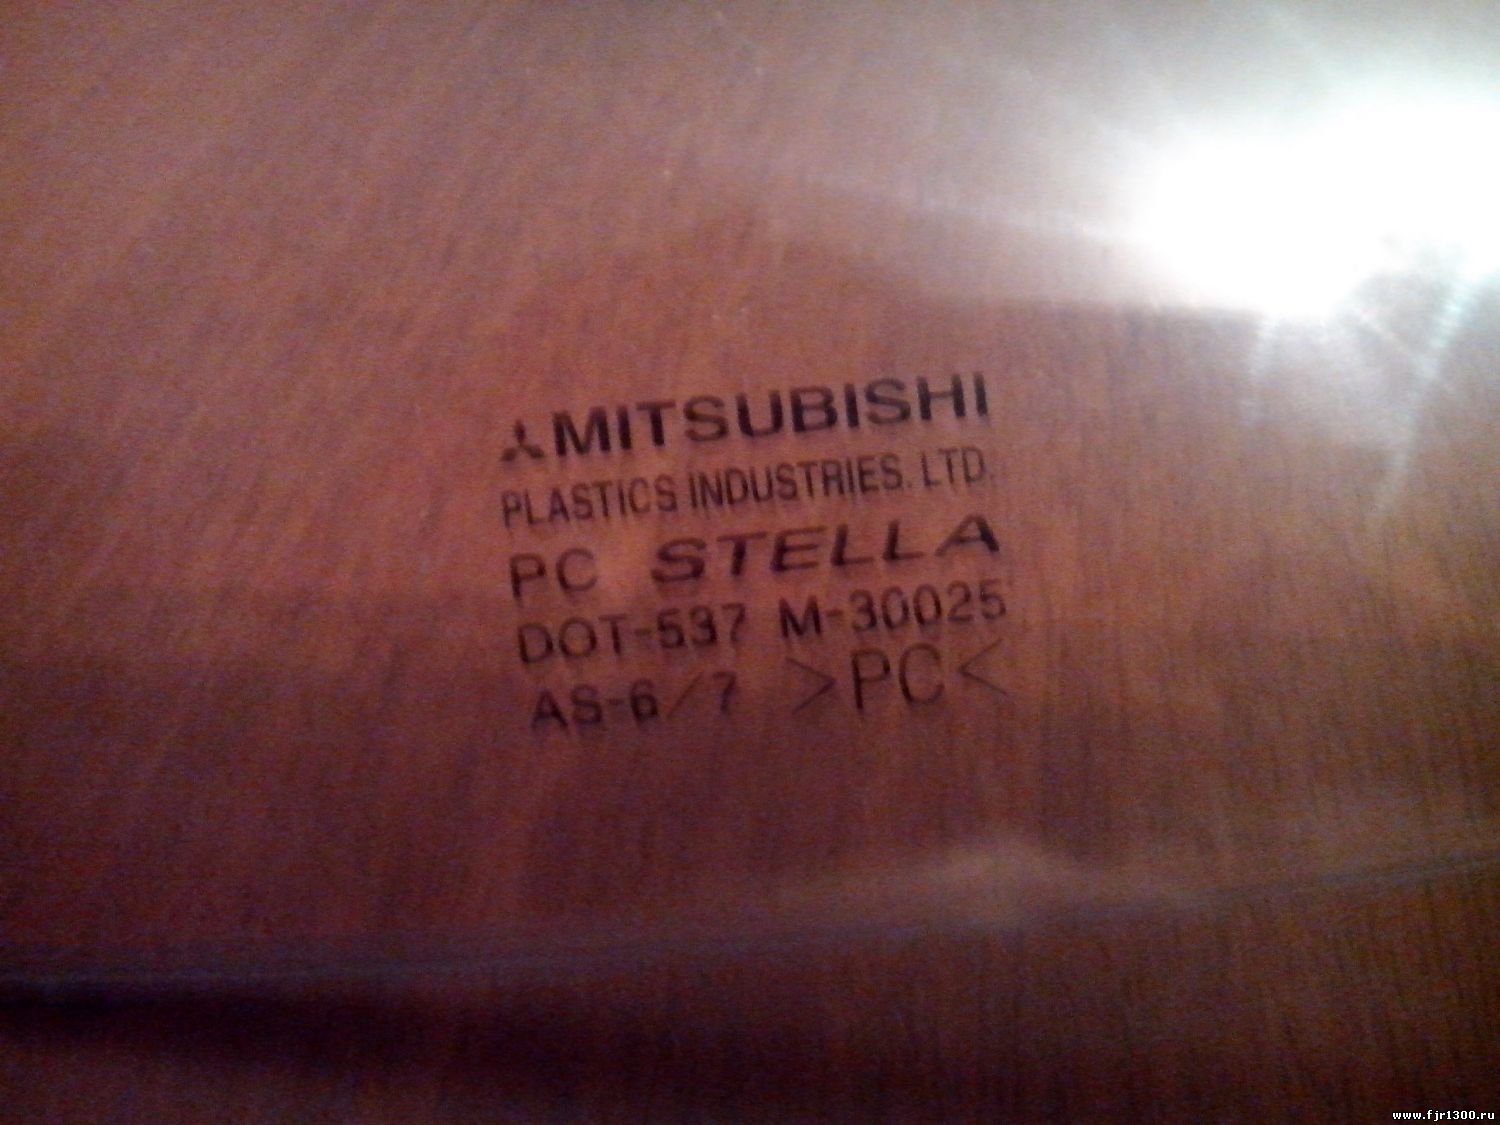 MITSUBISHI
PLASTICS INDUSTRIES. LTD.
PC STELLA
DOT-537 M-30025
AS-6/7 >PC<
www.fjr1300.ru